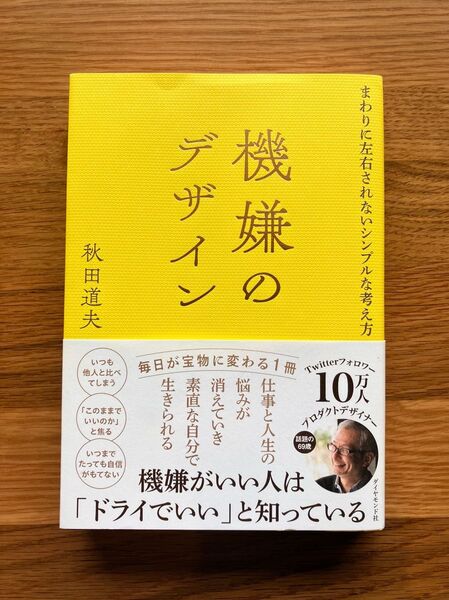 まわりに左右されないシンプルな考え方
機嫌の
デザイン
秋田道夫
毎日が宝物に変わる1冊
仕事と人生の
悩みが
消えていき
素直な自分で
生きられる
いつも
他人と比べ
てしまう
「このままで
いいのか」
と焦る
いつまで
たっても自信
がもてない
Twitterフォロワー
10万人
プロダクトデザイナー
話題の
69歳
機嫌がいい人は
「ドライでいい」と知っている
ダイヤモンド社